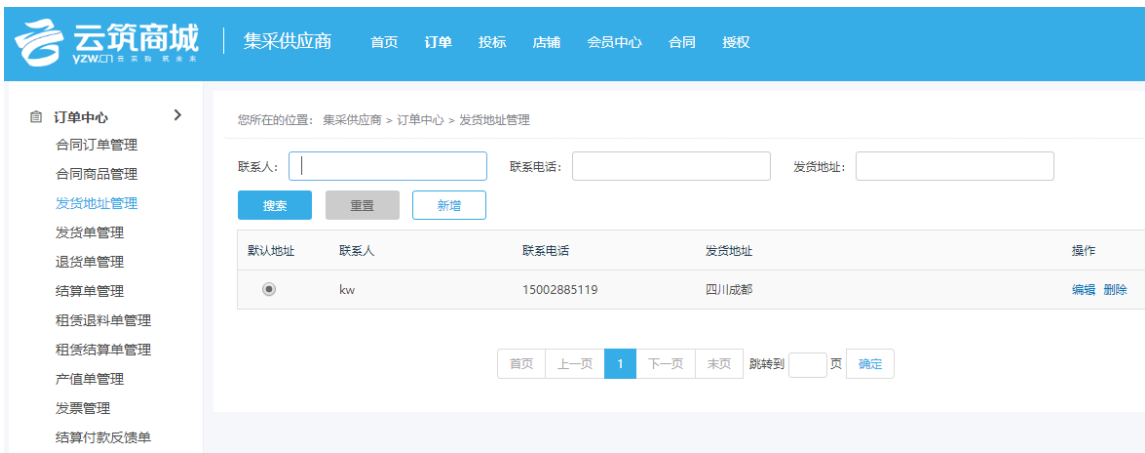 云筑商城
yzw.cn 云采购 筑未来
集采供应商 首页 订单 投标 店铺 会员中心 合同 授权
订单中心
合同订单管理
合同商品管理
发货地址管理
发货单管理
退货单管理
结算单管理
租赁退料单管理
租赁结算单管理
产值单管理
发票管理
结算付款反馈单
您所在的位置： 集采供应商 > 订单中心 > 发货地址管理
联系人： 联系电话： 发货地址：
搜索 重置 新增
默认地址 联系人 联系电话 发货地址 操作
kw 15002885119 四川成都 编辑 删除
首页 上一页 1 下一页 末页 跳转到 页 确定